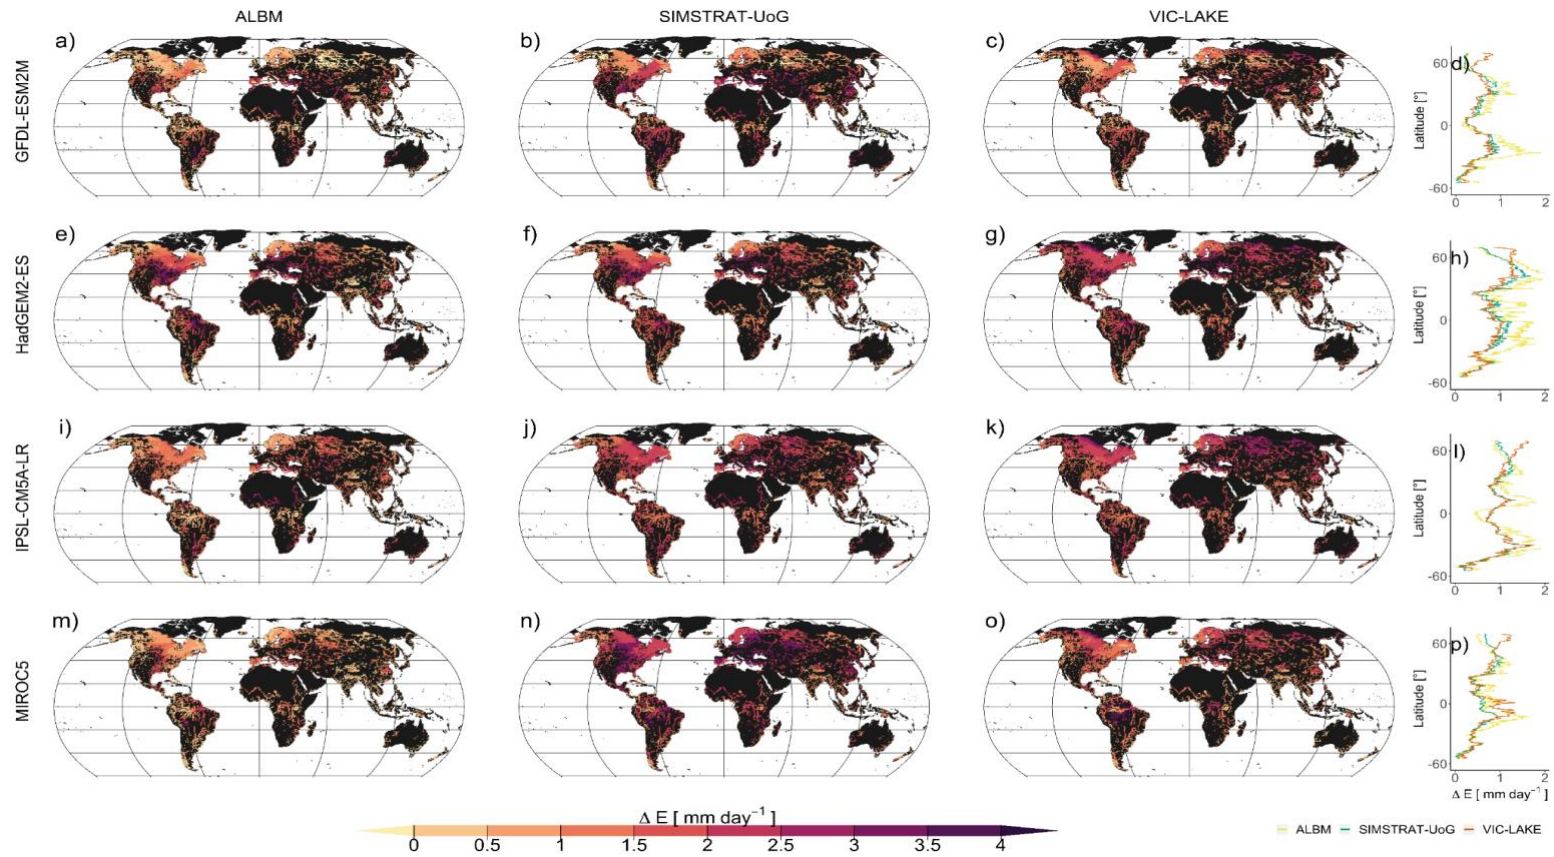 ALBM SIMSTRAT-UoG VIC-LAKE
GFDL-ESM2M
a) b) c) d)
Latitude [°]
60
0
-60
0 1 2
HadGEM2-ES
e) f) g) h)
Latitude [°]
60
0
-60
0 1 2
IPSL-CM5A-LR
i) j) k) l)
Latitude [°]
60
0
-60
0 1 2
MIROC5
m) n) o) p)
Latitude [°]
60
0
-60
0 1 2
Δ E [ mm day⁻¹ ]
Δ E [ mm day⁻¹ ]
0 0.5 1 1.5 2 2.5 3 3.5 4
ALBM SIMSTRAT-UoG VIC-LAKE